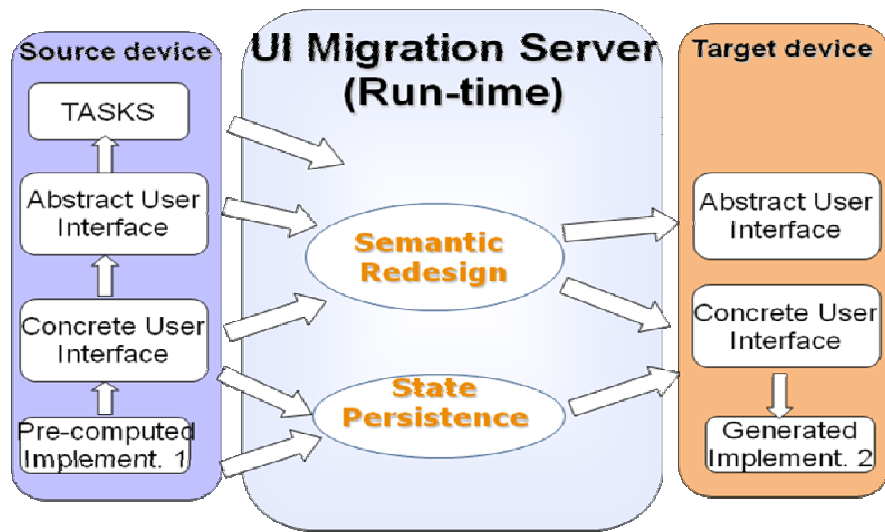 Source device
TASKS
Abstract User
Interface
Concrete User
Interface
Pre-computed
Implement. 1
UI Migration Server
(Run-time)
Semantic
Redesign
State
Persistence
Target device
Abstract User
Interface
Concrete User
Interface
Generated
Implement. 2